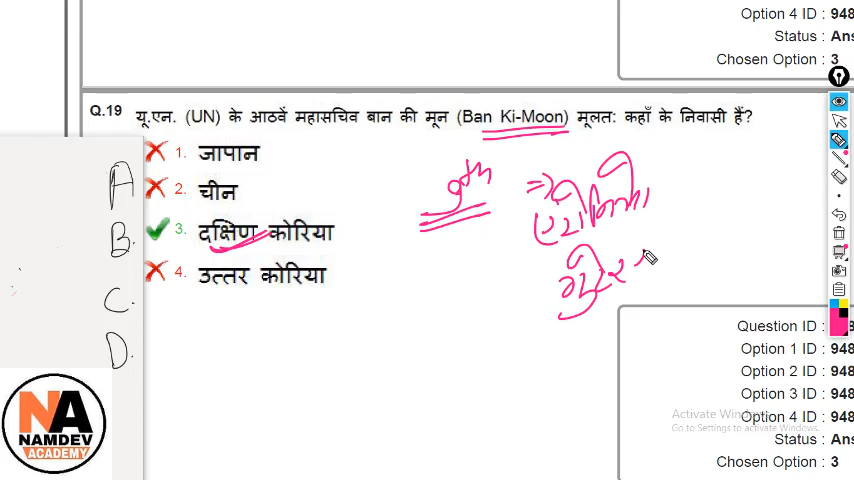 Option 4 ID : 948
Status : Ans
Chosen Option : 3
Q.19 यू.एन. (UN) के आठवें महासचिव बान की मून (Ban Ki-Moon) मूलत: कहाँ के निवासी हैं?
A 1. जापान
2. चीन
B. 3. दक्षिण कोरिया
4. उत्तर कोरिया
C.
D.
9th
Question ID : 948
Option 1 ID : 948
Option 2 ID : 948
Option 3 ID : 948
Option 4 ID : 948
Status : Ans
Chosen Option : 3
Activate Windows
Go to Settings to activate Windows.
NA
NAMDEV
ACADEMY